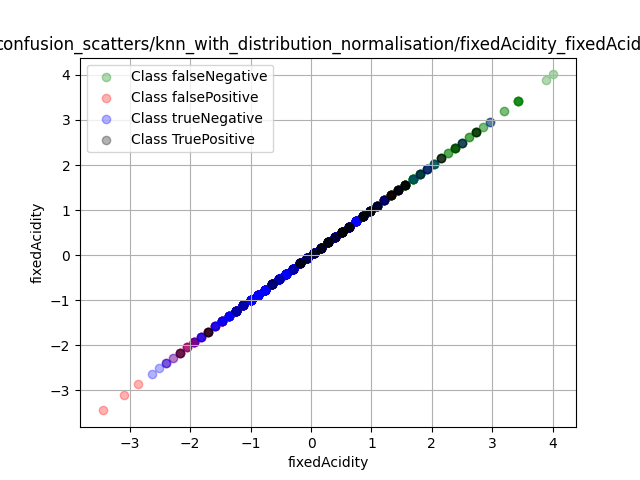 confusion_scatters/knn_with_distribution_normalisation/fixedAcidity_fixedAcid
Class falseNegative
Class falsePositive
Class trueNegative
Class TruePositive
4
3
2
1
0
−1
−2
−3
fixedAcidity
−3 −2 −1 0 1 2 3 4
fixedAcidity